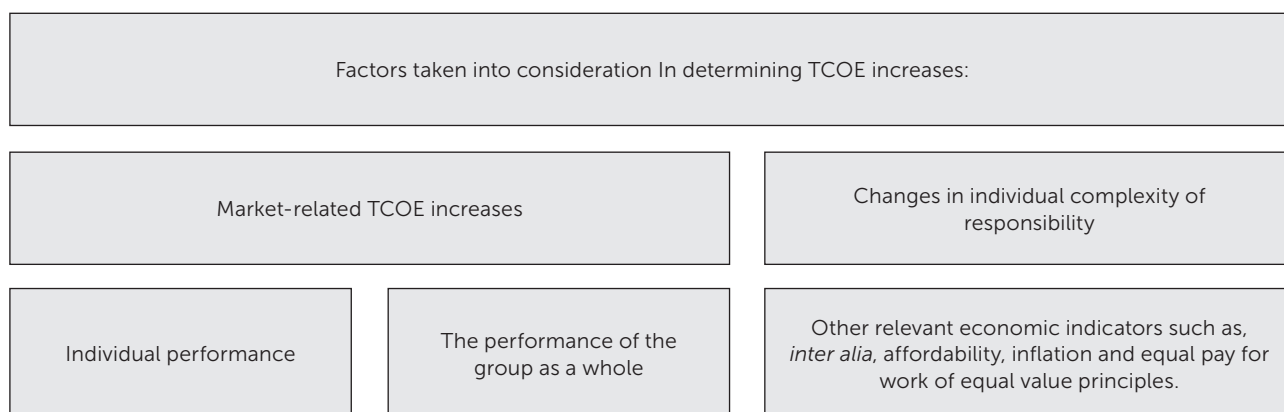 Factors taken into consideration In determining TCOE increases:
Market-related TCOE increases
Changes in individual complexity of
responsibility
Individual performance
The performance of the
group as a whole
Other relevant economic indicators such as,
inter alia, affordability, inflation and equal pay for
work of equal value principles.